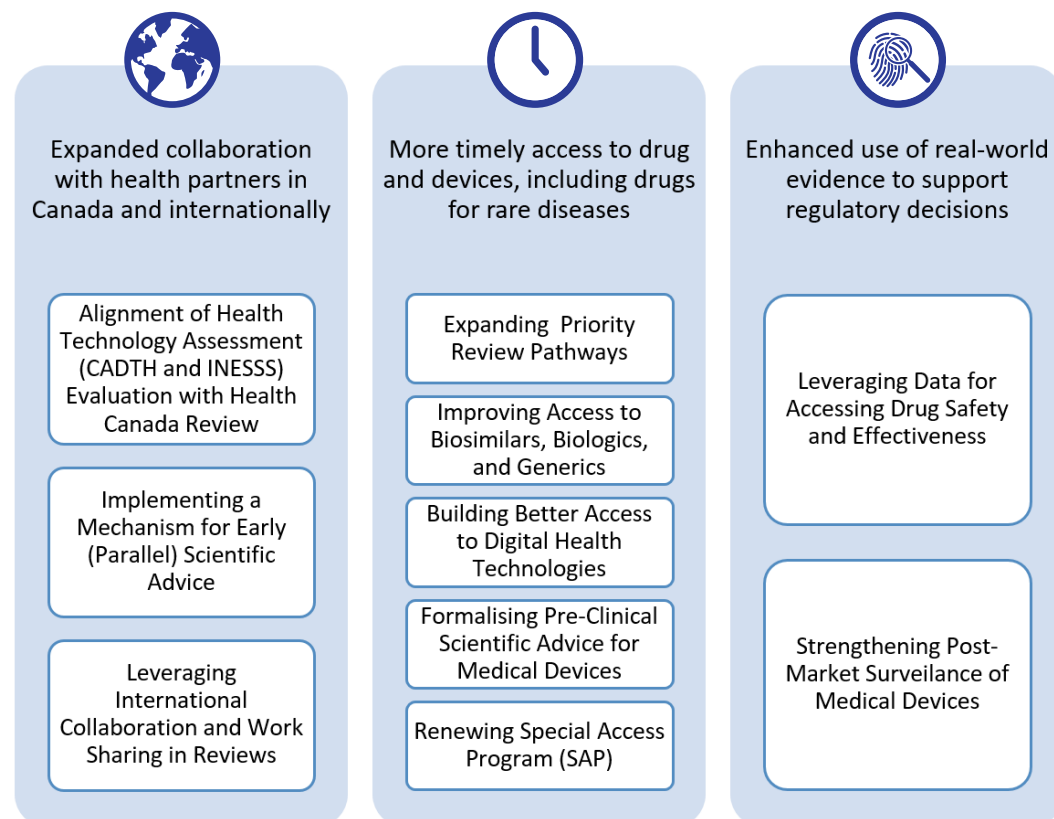 Expanded collaboration
with health partners in
Canada and internationally
Alignment of Health
Technology Assessment
(CADTH and INESSS)
Evaluation with Health
Canada Review
Implementing a
Mechanism for Early
(Parallel) Scientific
Advice
Leveraging
International
Collaboration and Work
Sharing in Reviews
More timely access to drug
and devices, including drugs
for rare diseases
Expanding  Priority
Review Pathways
Improving Access to
Biosimilars, Biologics,
and Generics
Building Better Access
to Digital Health
Technologies
Formalising Pre-Clinical
Scientific Advice for
Medical Devices
Renewing Special Access
Program (SAP)
Enhanced use of real-world
evidence to support
regulatory decisions
Leveraging Data for
Accessing Drug Safety
and Effectiveness
Strengthening Post-
Market Surveilance of
Medical Devices